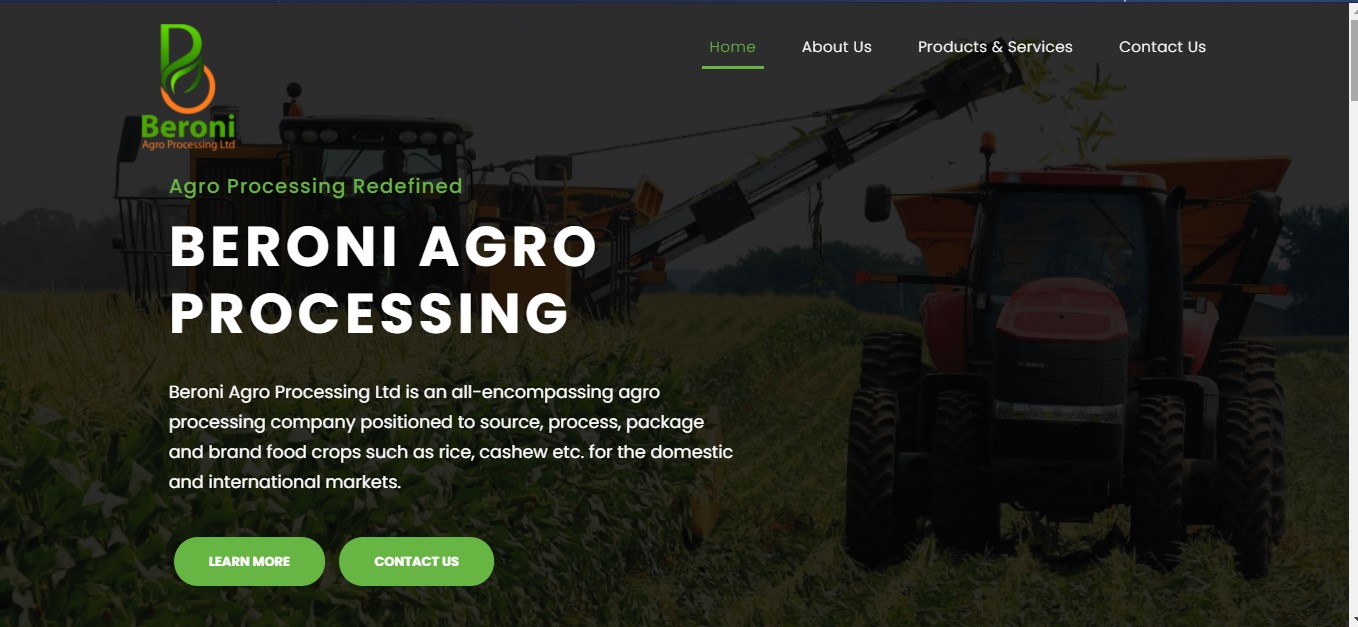 Beroni
Agro Processing Ltd
Home
About Us
Products & Services
Contact Us
Agro Processing Redefined
BERONI AGRO
PROCESSING
Beroni Agro Processing Ltd is an all-encompassing agro
processing company positioned to source, process, package
and brand food crops such as rice, cashew etc. for the domestic
and international markets.
LEARN MORE
CONTACT US